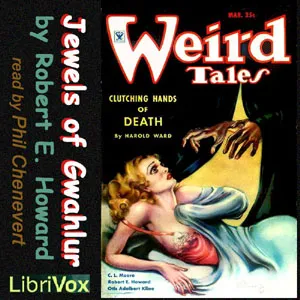 Jewels of Gwahlur
by Robert E. Howard
read by Phil Chenevert
LibriVox
MAR. 25c
Weird
Tales
CLUTCHING HANDS
OF
DEATH
By HAROLD WARD
C. L. Moore
Robert E. Howard
Otis Adelbert Kline